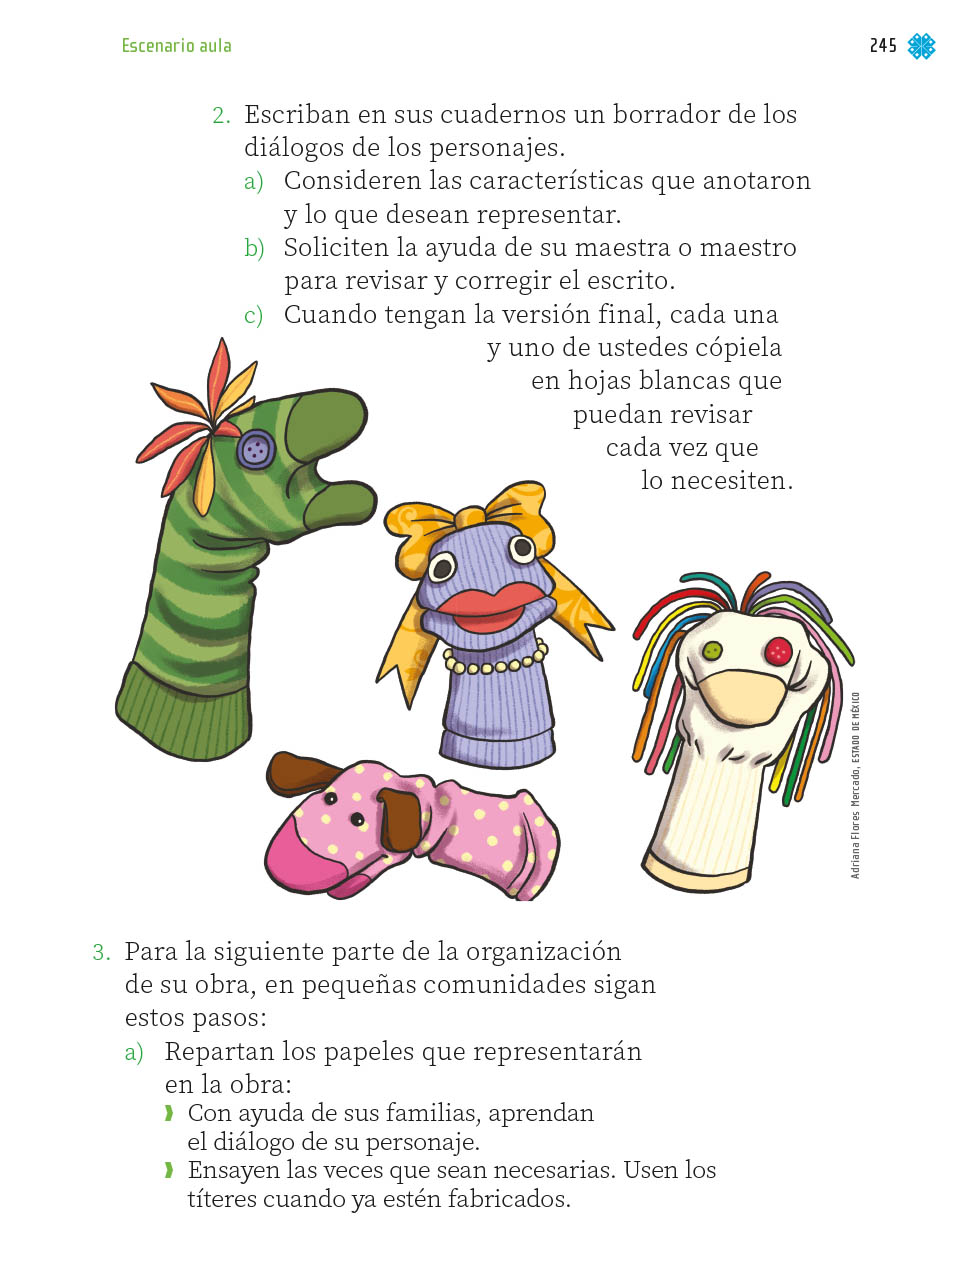 Escenario aula
245
2. Escriban en sus cuadernos un borrador de los
diálogos de los personajes.
a) Consideren las características que anotaron
y lo que desean representar.
b) Soliciten la ayuda de su maestra o maestro
para revisar y corregir el escrito.
c) Cuando tengan la versión final, cada una
y uno de ustedes cópiela
en hojas blancas que
puedan revisar
cada vez que
lo necesiten.
Adriana Flores Mercado, ESTADO DE MÉXICO
3. Para la siguiente parte de la organización
de su obra, en pequeñas comunidades sigan
estos pasos:
a) Repartan los papeles que representarán
en la obra:
Con ayuda de sus familias, aprendan
el diálogo de su personaje.
Ensayen las veces que sean necesarias. Usen los
títeres cuando ya estén fabricados.